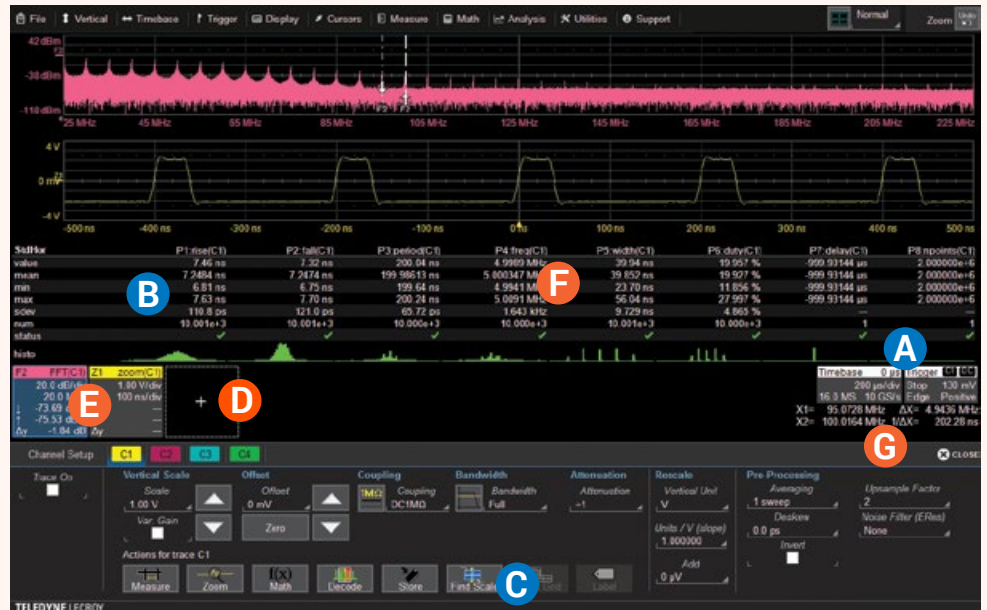 File Vertical Timebase Trigger Display Cursors Measure Math Analysis Utilities Support Normal Zoom Undo
42 dBm
F2
-38 dBm
-118 dBm
25 MHz 45 MHz 65 MHz 85 MHz 105 MHz 125 MHz 145 MHz 165 MHz 185 MHz 205 MHz 225 MHz
4 V
0 mV
-4 V
-500 ns -400 ns -300 ns -200 ns -100 ns 0 ns 100 ns 200 ns 300 ns 400 ns 500 ns
StdHor P1:rise(C1) P2:fall(C1) P3:period(C1) P4:freq(C1) P5:width(C1) P6:duty(C1) P7:delay(C1) P8:npoints(C1)
value 7.46 ns 7.32 ns 200.04 ns 4.9989 MHz 39.94 ns 19.957 % -999.93144 µs 2.000000e+6
mean 7.2484 ns 7.2474 ns 199.98613 ns 5.000347 MHz 39.852 ns 19.927 % -999.93144 µs 2.000000e+6
min 6.81 ns 6.75 ns 199.64 ns 4.9941 MHz 23.70 ns 11.856 % -999.93144 µs 2.000000e+6
max 7.63 ns 7.70 ns 200.24 ns 5.0091 MHz 56.04 ns 27.997 % -999.93144 µs 2.000000e+6
sdev 110.8 ps 121.0 ps 65.72 ps 1.643 kHz 9.729 ns 4.865 % --- ---
num 10.001e+3 10.001e+3 10.000e+3 10.000e+3 10.001e+3 10.000e+3 1 1
status
histo
B
F
A
F2 FFT(C1) Z1 zoom(C1)
20.0 dB/div 1.00 V/div
20.0 M 100 ns/div
-73.69
-75.53 dB
Δy -1.84 dB Δy
E
+
D
Timebase 0 µs Trigger C1 DC
200 µs/div Stop 130 mV
16.0 MS 10 GS/s Edge Positive
X1= 95.0728 MHz ΔX= 4.9436 MHz
X2= 100.0164 MHz 1/ΔX= 202.28 ns
G
Channel Setup C1 C2 C3 C4 CLOSE
Trace On Vertical Scale Offset Coupling Bandwidth Attenuation Rescale Pre-Processing
Scale Offset Coupling Bandwidth Attenuation Vertical Unit Averaging Upsample Factor
1.00 V 0 mV 1MΩ DC1MΩ Full ÷1 V 1 sweep 2
Var. Gain Zero Units / V (slope) Deskew Noise Filter (ERes)
1.000000 0.0 ps None
Actions for trace C1 Add Invert
0 µV
Measure Zoom f(x) Math Decode Store Find Scale Label
C
TELEDYNE LECROY